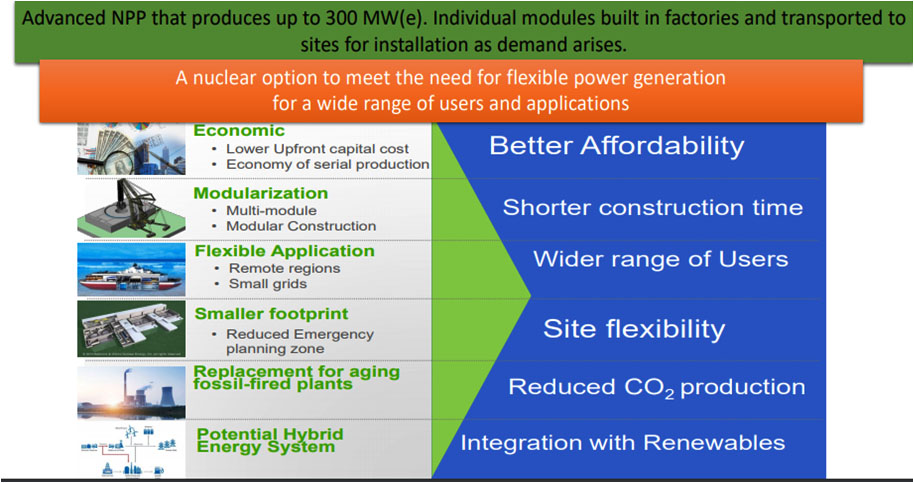 Advanced NPP that produces up to 300 MW(e). Individual modules built in factories and transported to
sites for installation as demand arises.
A nuclear option to meet the need for flexible power generation
for a wide range of users and applications
Economic
• Lower Upfront capital cost
• Economy of serial production
Better Affordability
Modularization
• Multi-module
• Modular Construction
Shorter construction time
Flexible Application
• Remote regions
• Small grids
Wider range of Users
Smaller footprint
• Reduced Emergency
planning zone
Site flexibility
Replacement for aging
fossil-fired plants
Reduced CO₂ production
Potential Hybrid
Energy System
Integration with Renewables